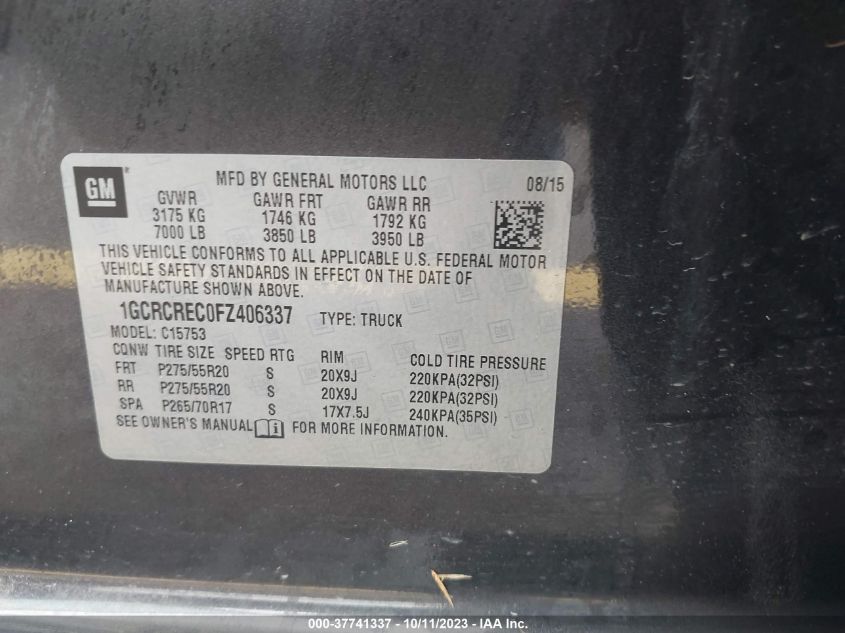 GM
MFD BY GENERAL MOTORS LLC 08/15
GVWR GAWR FRT GAWR RR
3175 KG 1746 KG 1792 KG
7000 LB 3850 LB 3950 LB
THIS VEHICLE CONFORMS TO ALL APPLICABLE U.S. FEDERAL MOTOR
VEHICLE SAFETY STANDARDS IN EFFECT ON THE DATE OF
MANUFACTURE SHOWN ABOVE.
1GCRCREC0FZ406337 TYPE: TRUCK
MODEL: C15753
CQNW TIRE SIZE SPEED RTG RIM COLD TIRE PRESSURE
FRT P275/55R20 S 20X9J 220KPA(32PSI)
RR P275/55R20 S 20X9J 220KPA(32PSI)
SPA P265/70R17 S 17X7.5J 240KPA(35PSI)
SEE OWNER'S MANUAL i FOR MORE INFORMATION.
000-37741337 - 10/11/2023 - IAA Inc.